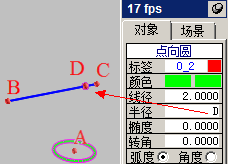 17 fps
对象 场景
点向圆
标签 0_2
颜色
线径 2.0000
半径 D
椭度 0.0000
转角 0.0000
弧度 角度
D C
B
A